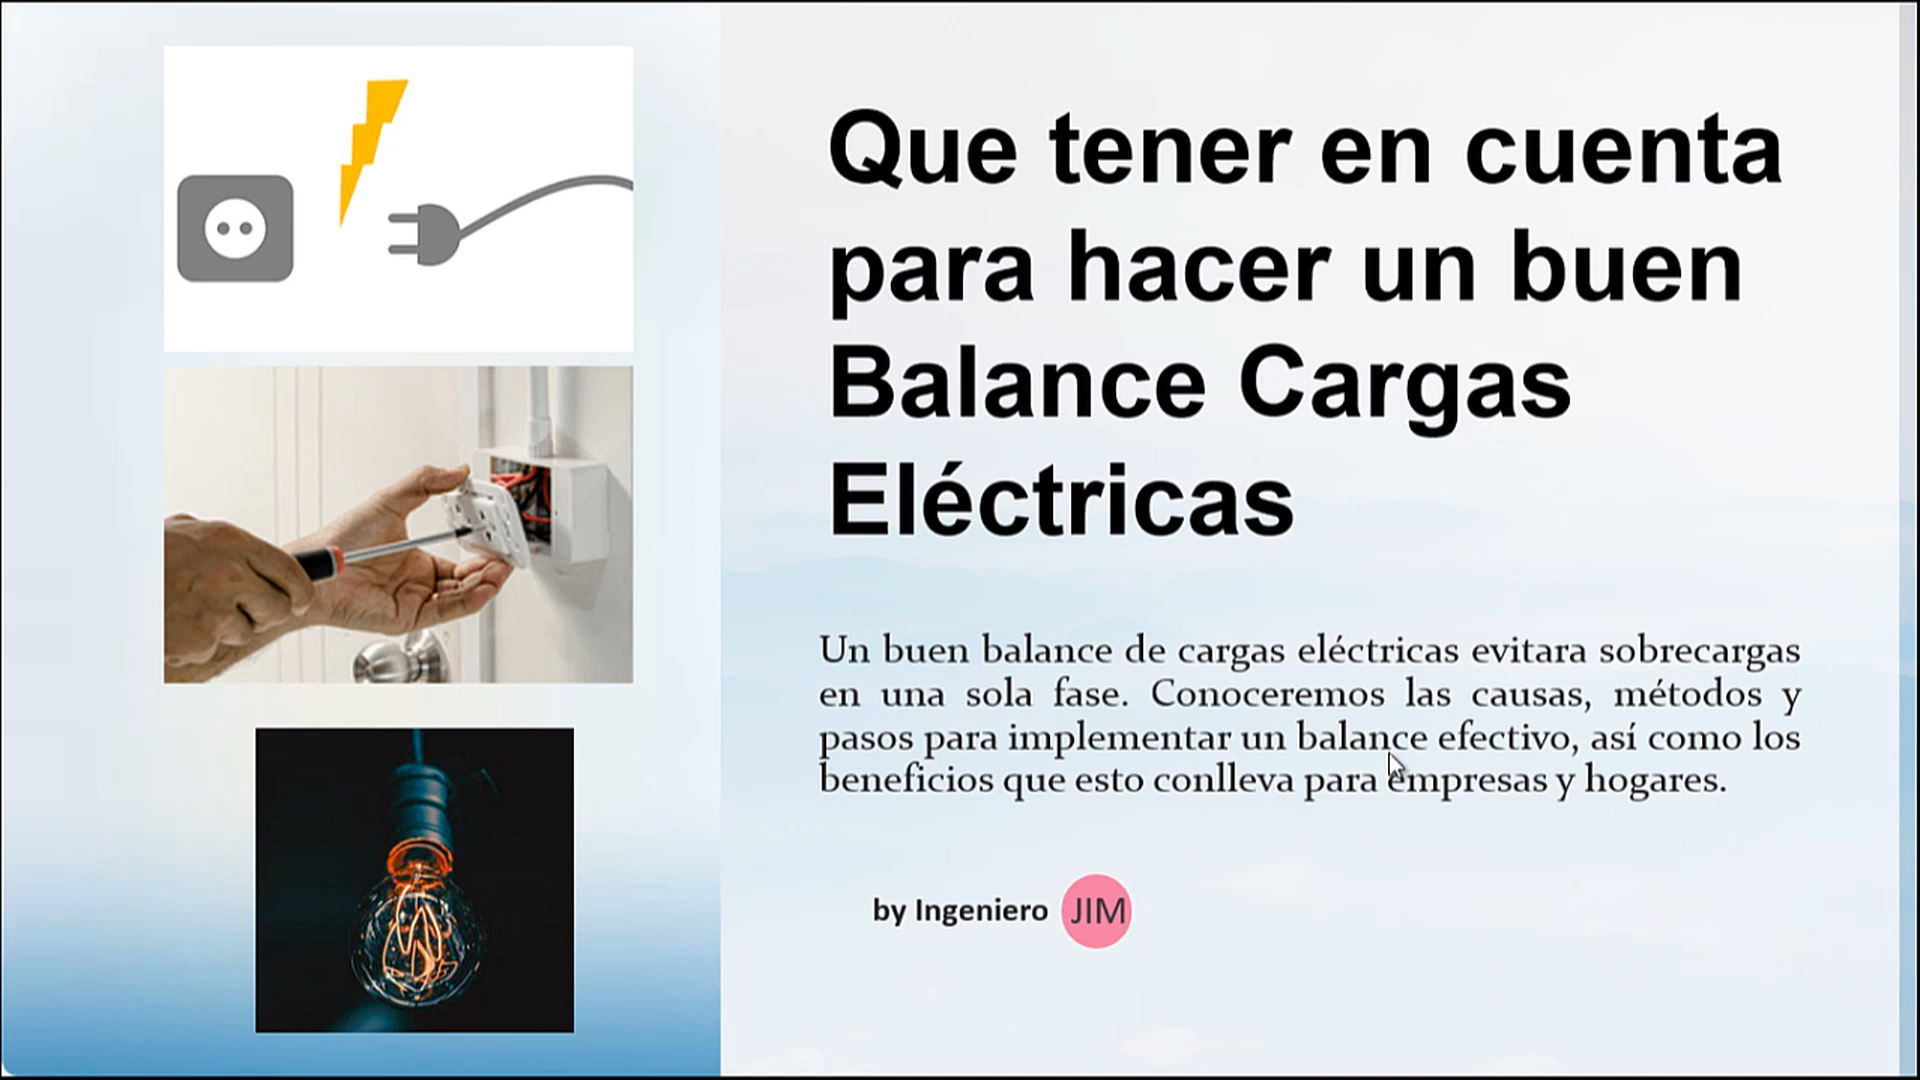 Que tener en cuenta
para hacer un buen
Balance Cargas
Eléctricas
Un buen balance de cargas eléctricas evitara sobrecargas
en una sola fase. Conoceremos las causas, métodos y
pasos para implementar un balance efectivo, así como los
beneficios que esto conlleva para empresas y hogares.
by Ingeniero JIM